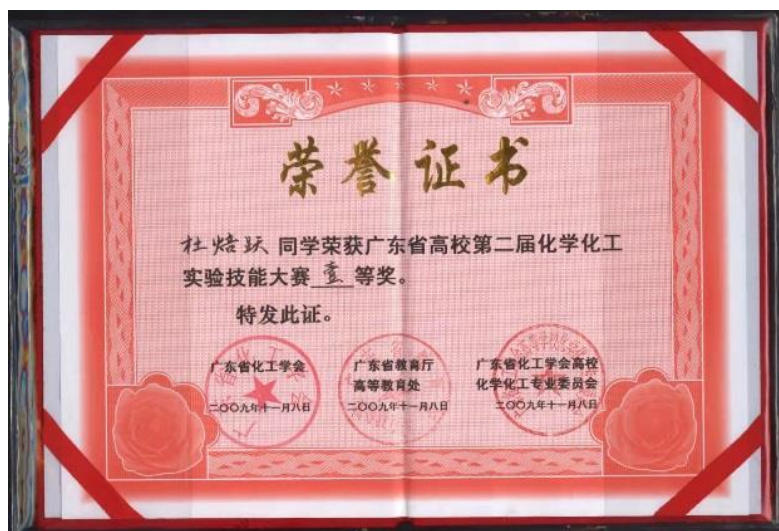 荣誉证书
杜焙跃 同学荣获广东省高校第二届化学化工
实验技能大赛 壹 等奖。
特发此证。
广东省化工学会
二〇〇九年十一月八日
广东省教育厅
高等教育处
二〇〇九年十一月八日
广东省化工学会高校
化学化工专业委员会
二〇〇九年十一月八日